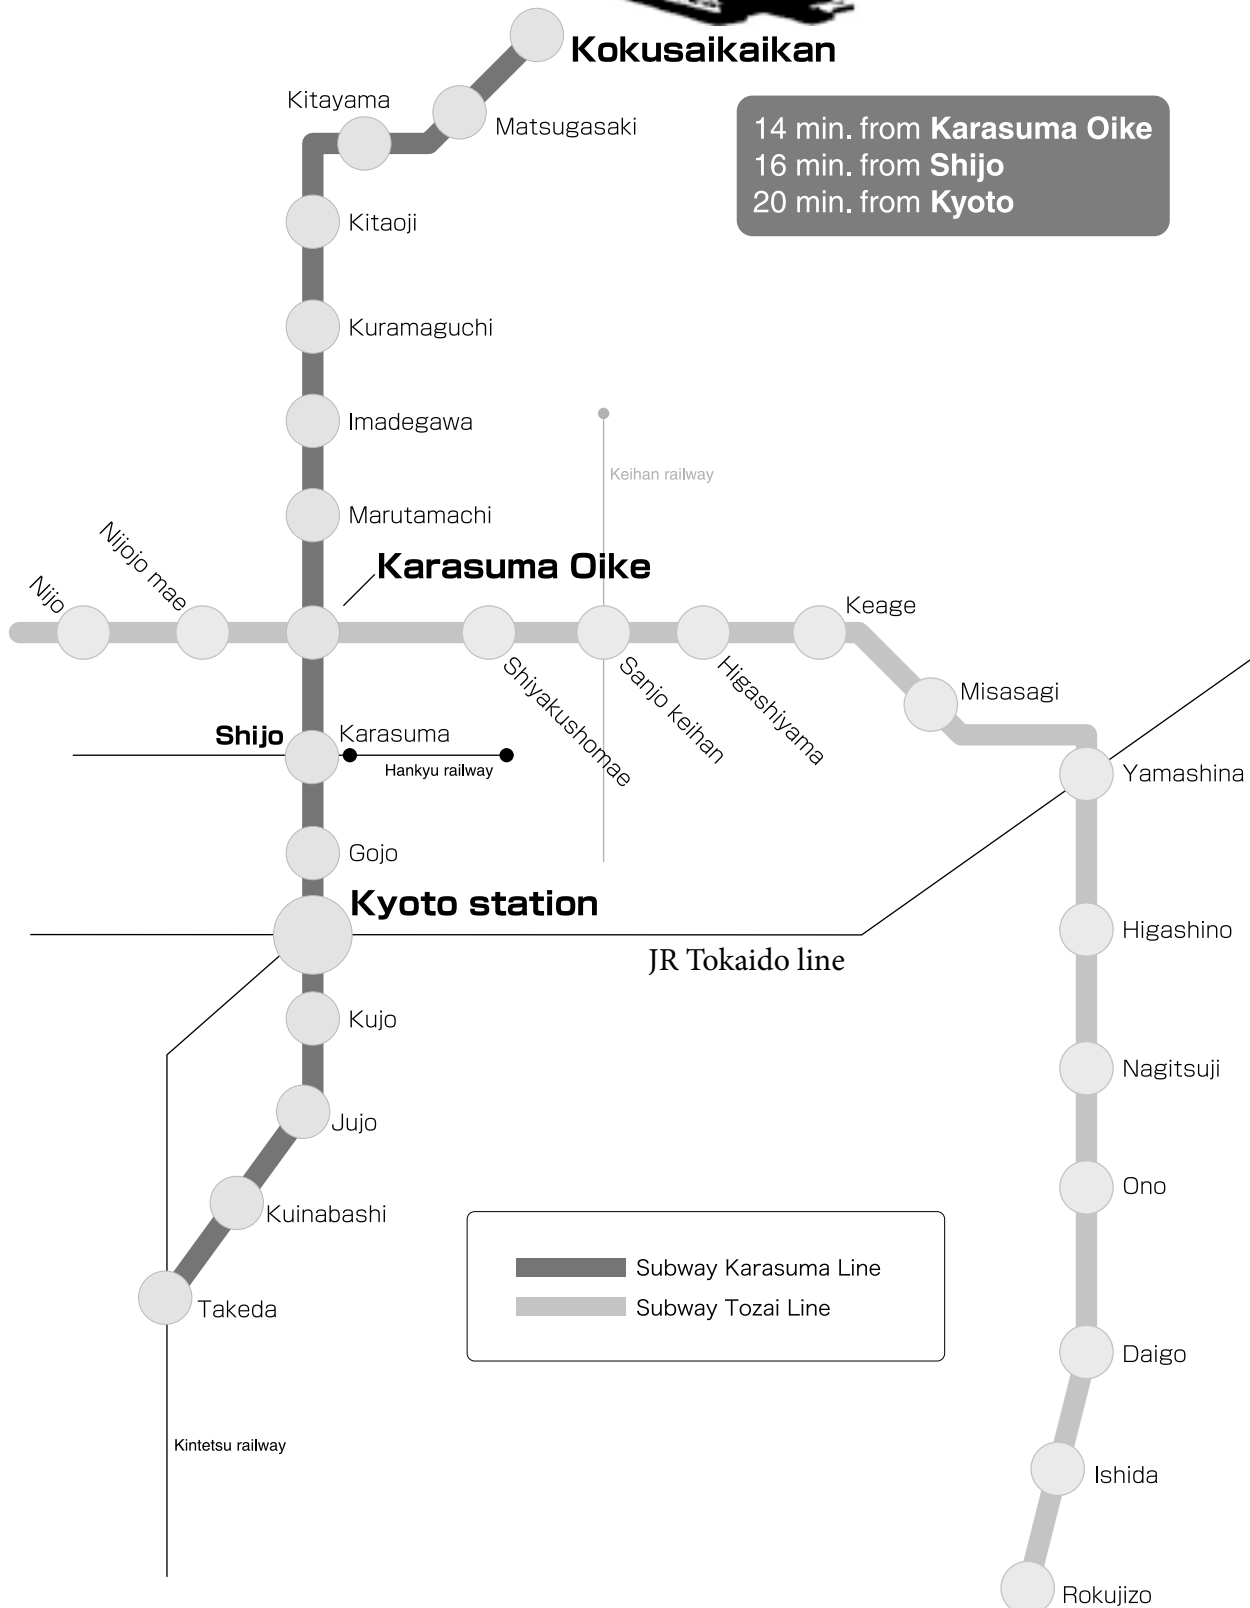 Kokusaikaikan
Kitayama
Matsugasaki
14 min. from Karasuma Oike
16 min. from Shijo
20 min. from Kyoto
Kitaoji
Kuramaguchi
Imadegawa
Keihan railway
Marutamachi
Nijo
Nijojo mae
Karasuma Oike
Keage
Shiyakushomae
Sanjo keihan
Higashiyama
Misasagi
Shijo
Karasuma
Hankyu railway
Yamashina
Gojo
Kyoto station
JR Tokaido line
Higashino
Kujo
Nagitsuji
Jujo
Ono
Kuinabashi
Subway Karasuma Line
Subway Tozai Line
Takeda
Daigo
Kintetsu railway
Ishida
Rokujizo